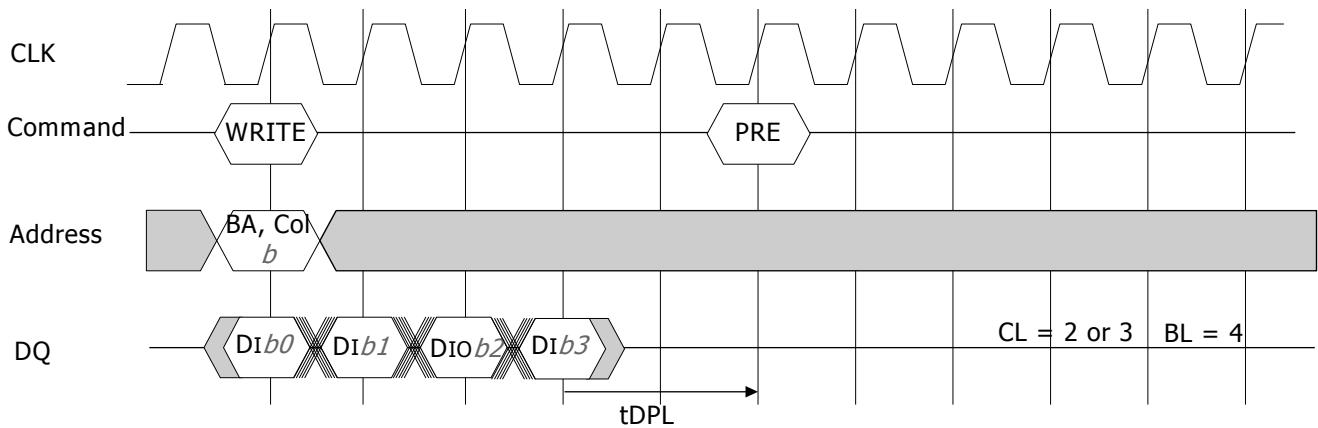 CLK
Command WRITE PRE
Address BA, Col
b
DQ DIb0 DIb1 DIOb2 DIb3 CL = 2 or 3 BL = 4
tDPL